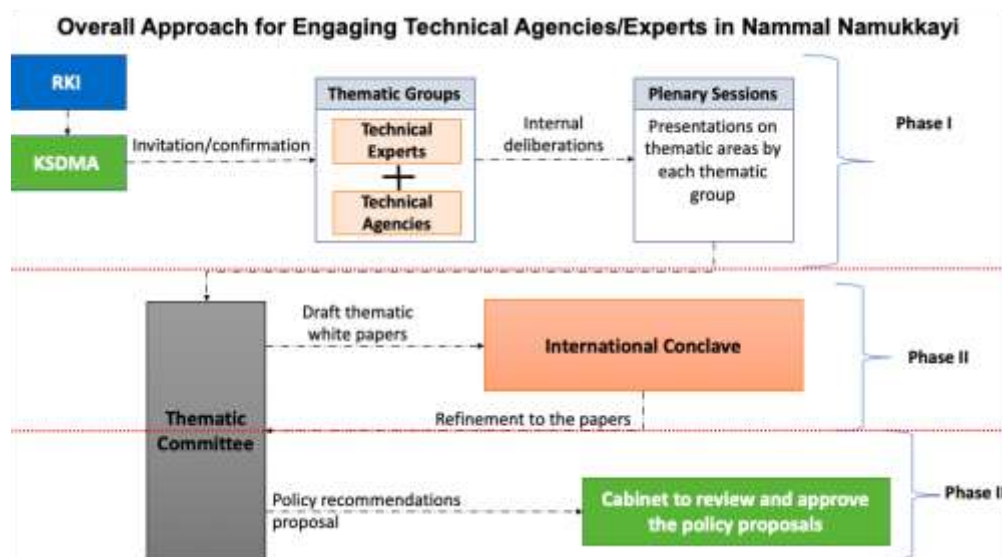 Overall Approach for Engaging Technical Agencies/Experts in Nammal Namukkayi
RKI
KSDMA
Invitation/confirmation
Thematic Groups
Technical
Experts
Technical
Agencies
Internal
deliberations
Plenary Sessions
Presentations on
thematic areas by
each thematic
group
Phase I
Thematic
Committee
Draft thematic
white papers
International Conclave
Refinement to the papers
Phase II
Policy recommendations
proposal
Cabinet to review and approve
the policy proposals
Phase II